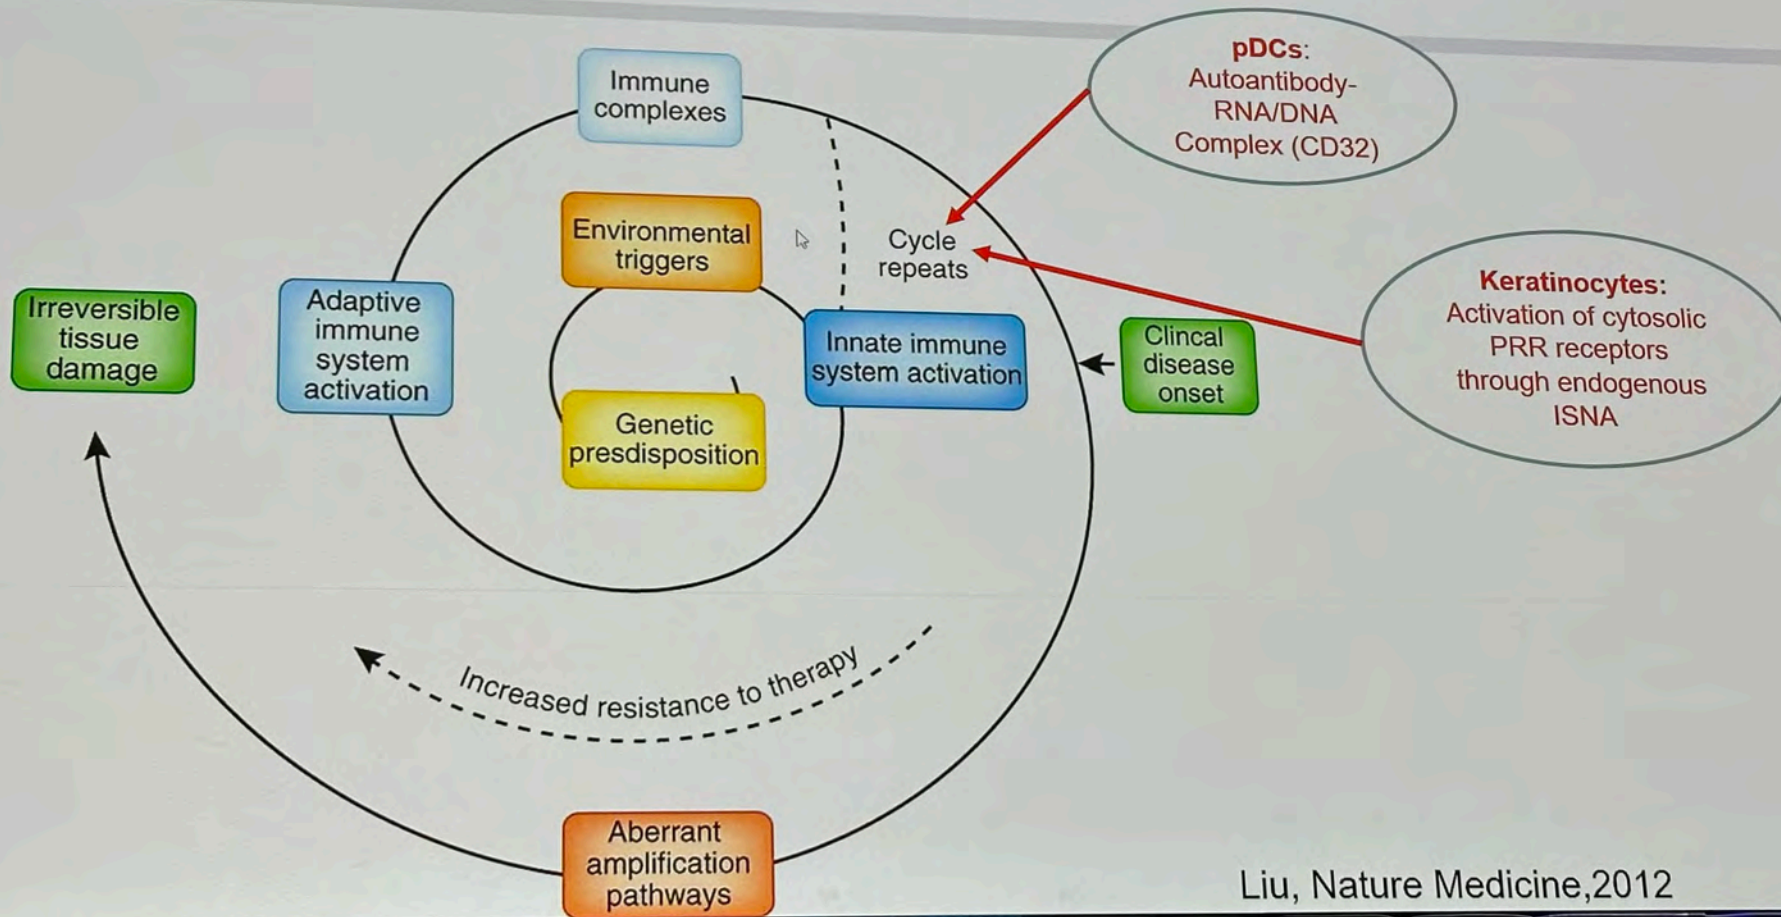 pDCs:
Autoantibody-
RNA/DNA
Complex (CD32)
Immune
complexes
Environmental
triggers
Cycle
repeats
Keratinocytes:
Activation of cytosolic
PRR receptors
through endogenous
ISNA
Irreversible
tissue
damage
Adaptive
immune
system
activation
Innate immune
system activation
Clincal
disease
onset
Genetic
presdisposition
Increased resistance to therapy
Aberrant
amplification
pathways
Liu, Nature Medicine,2012